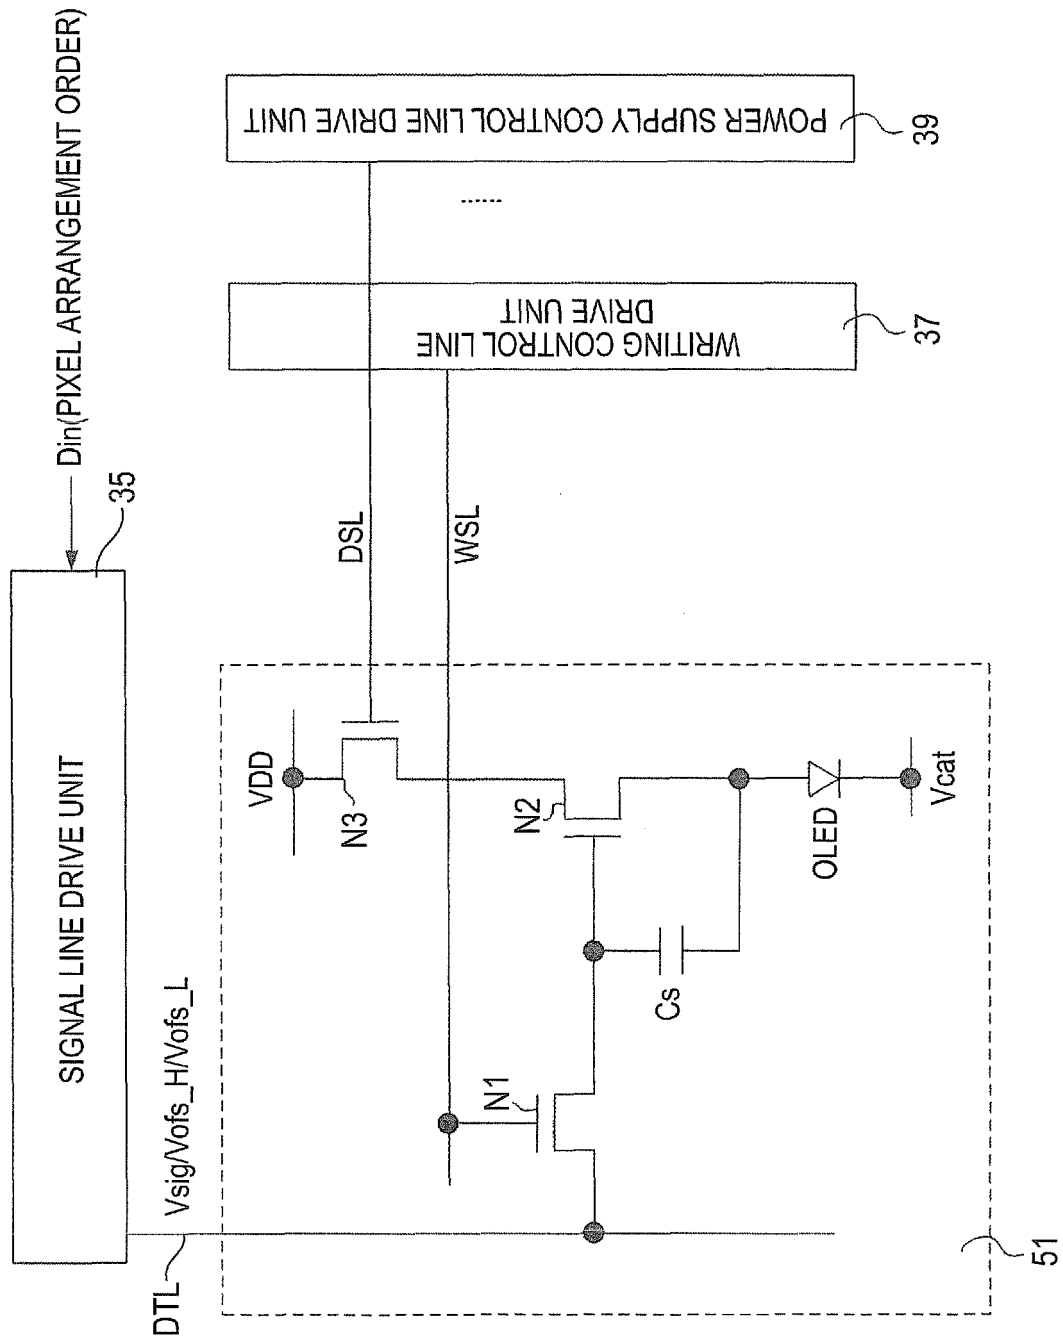 Din(PIXEL ARRANGEMENT ORDER)
SIGNAL LINE DRIVE UNIT
35
DTL
Vsig/Vofs_H/Vofs_L
VDD
N3
DSL
WSL
N1
N2
Cs
OLED
Vcat
51
WRITING CONTROL LINE
DRIVE UNIT
37
POWER SUPPLY CONTROL LINE DRIVE UNIT
39